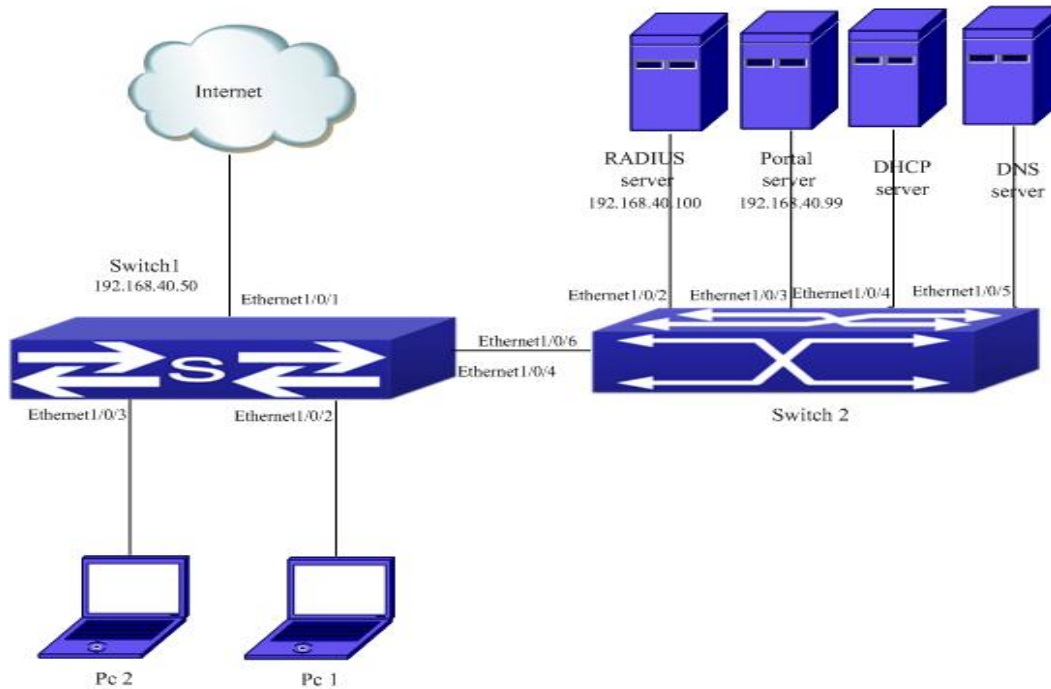 Internet
RADIUS
server
192.168.40.100
Portal
server
192.168.40.99
DHCP
server
DNS
server
Switch1
192.168.40.50
Ethernet1/0/1
Ethernet1/0/2
Ethernet1/0/3
Ethernet1/0/4
Ethernet1/0/5
Ethernet1/0/6
Ethernet1/0/4
S
Switch 2
Ethernet1/0/3
Ethernet1/0/2
Pc 2
Pc 1